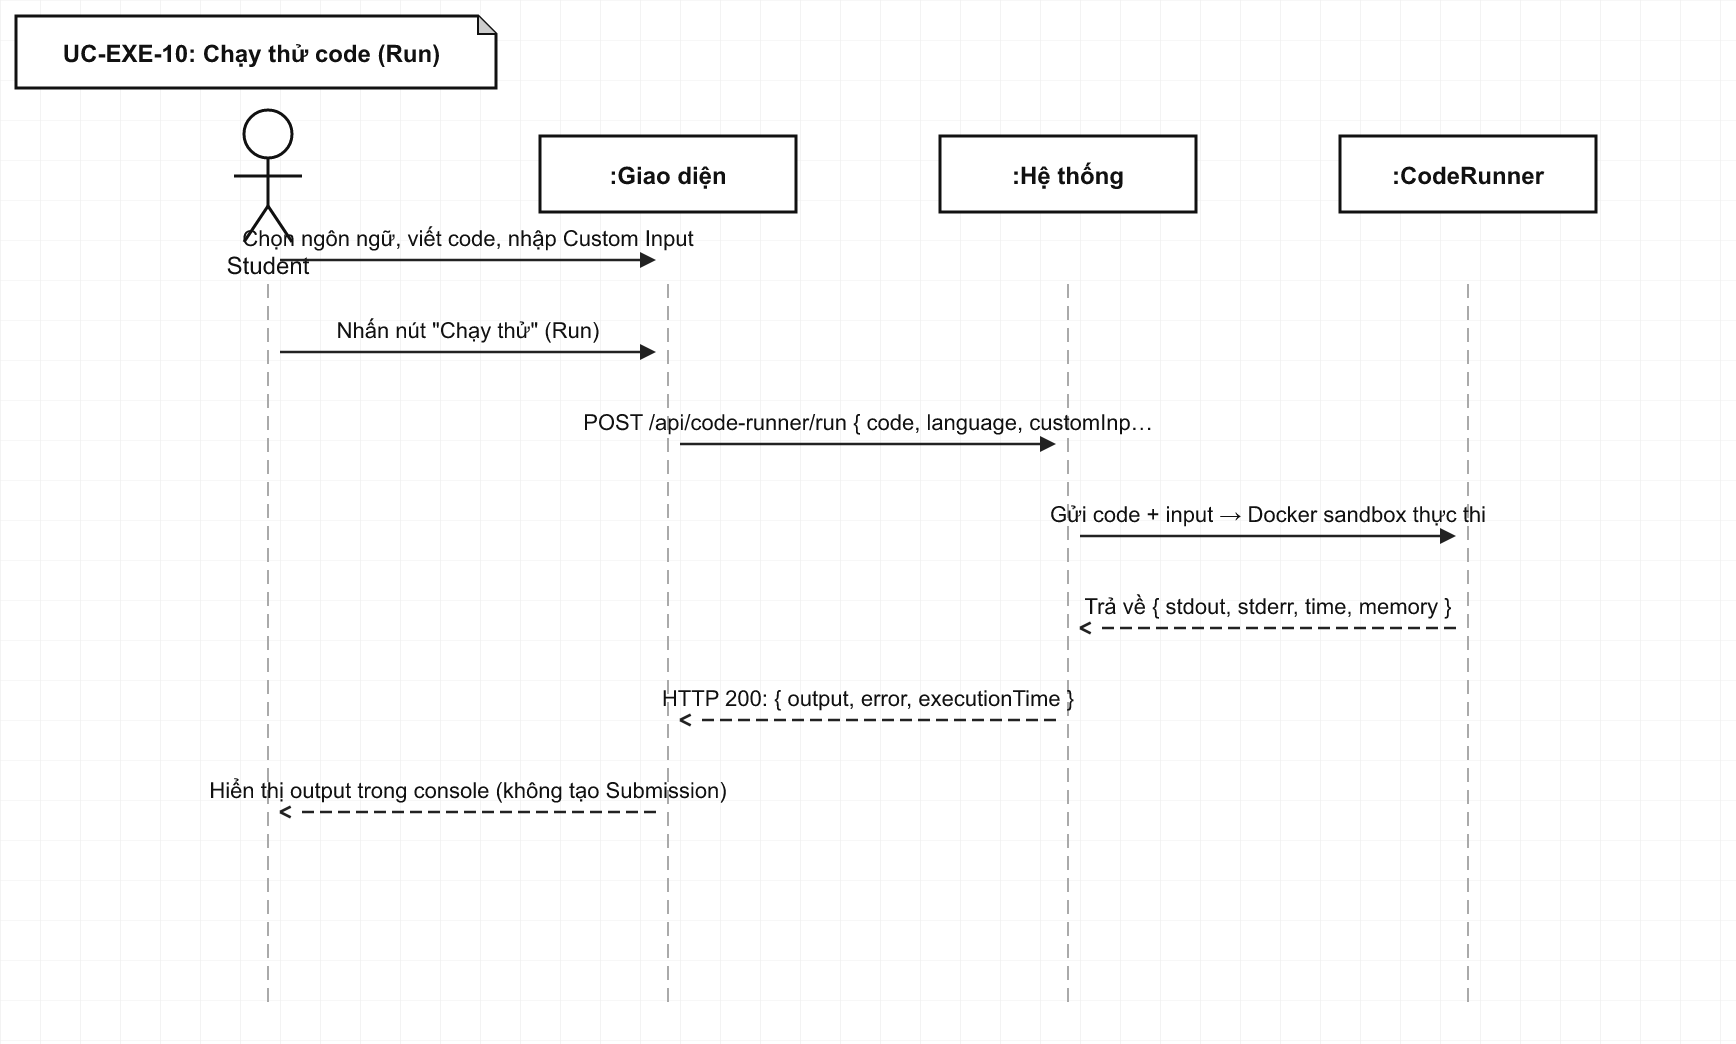 UC-EXE-10: Chạy thử code (Run)
:Giao diện
:Hệ thống
:CodeRunner
Chọn ngôn ngữ, viết code, nhập Custom Input
Student
Nhấn nút "Chạy thử" (Run)
POST /api/code-runner/run { code, language, customInp…
Gửi code + input → Docker sandbox thực thi
Trả về { stdout, stderr, time, memory }
HTTP 200: { output, error, executionTime }
Hiển thị output trong console (không tạo Submission)